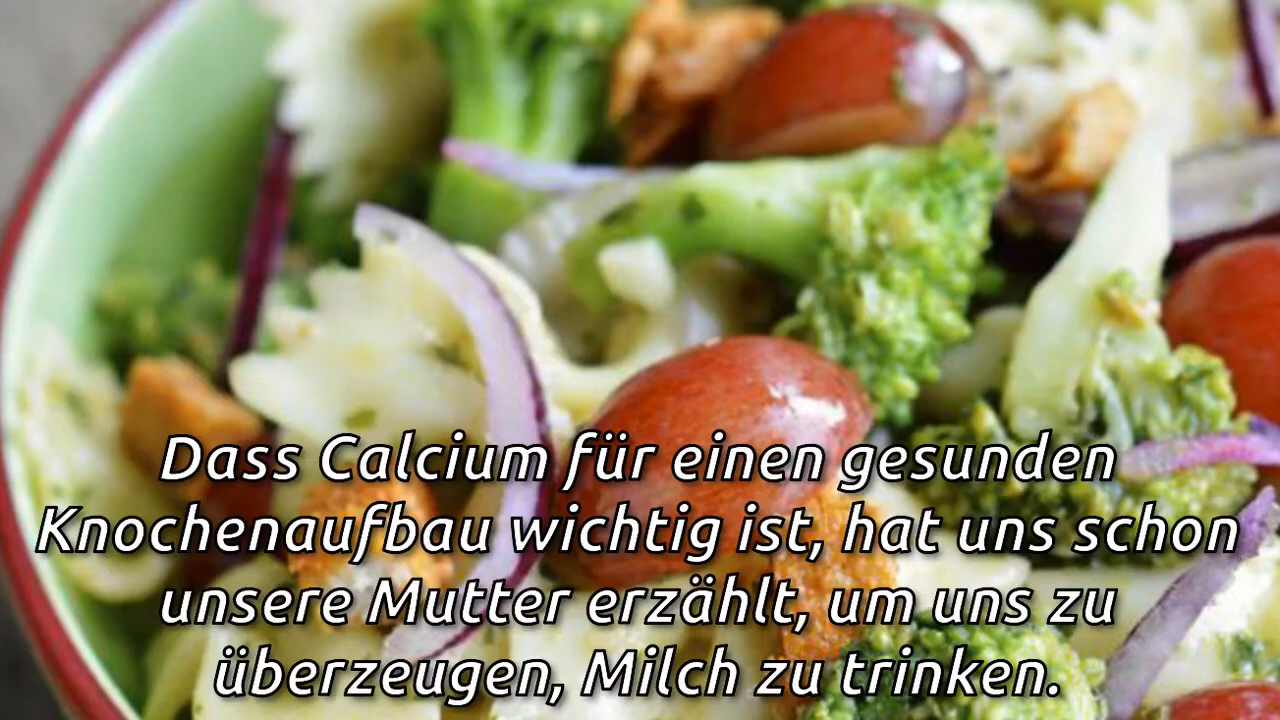 Dass Calcium für einen gesunden
Knochenaufbau wichtig ist, hat uns schon
unsere Mutter erzählt, um uns zu
überzeugen, Milch zu trinken.